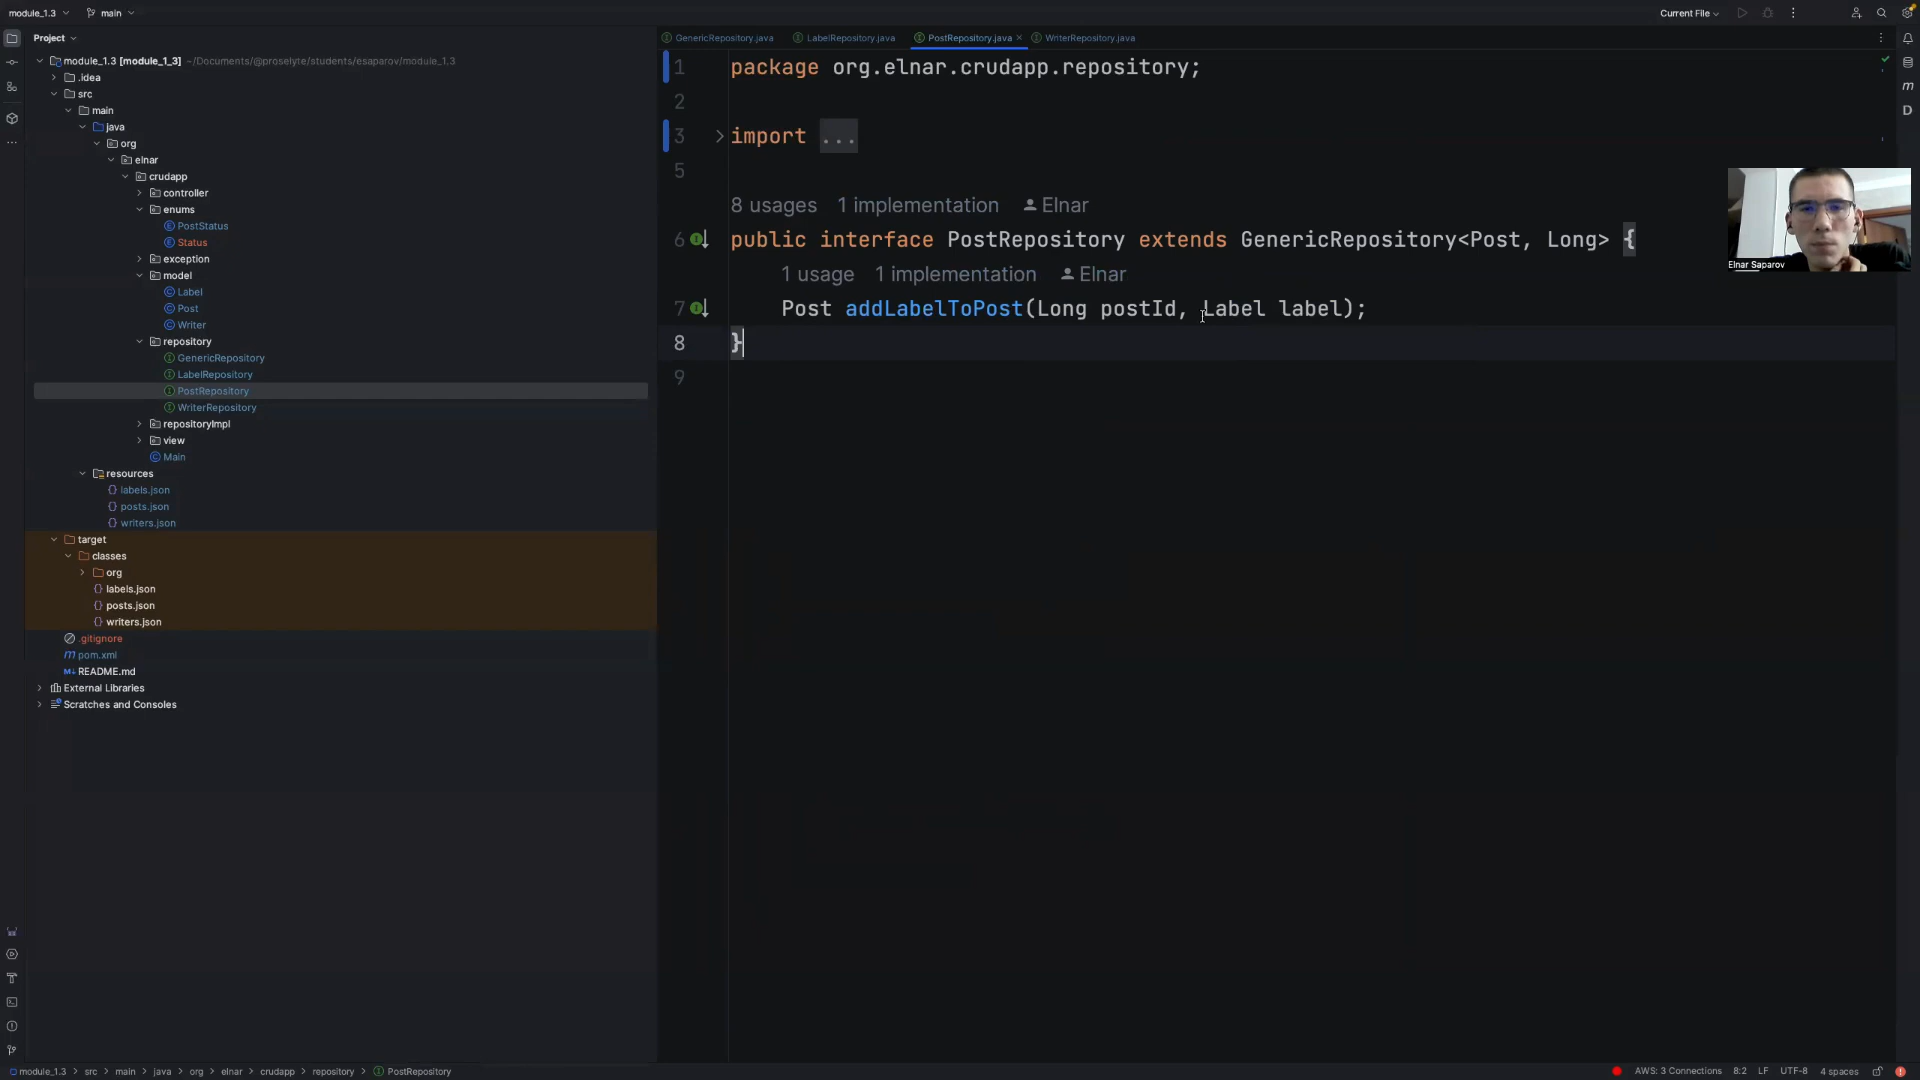 module_1.3
main
Current File
Project
module_1.3 [module_1_3] ~/Documents/@proselyte/students/esaparov/module_1.3
.idea
src
main
java
org
elnar
crudapp
controller
enums
PostStatus
Status
exception
model
Label
Post
Writer
repository
GenericRepository
LabelRepository
PostRepository
WriterRepository
repositoryImpl
view
Main
resources
labels.json
posts.json
writers.json
target
classes
org
labels.json
posts.json
writers.json
.gitignore
pom.xml
README.md
External Libraries
Scratches and Consoles
GenericRepository.java LabelRepository.java PostRepository.java WriterRepository.java
1 package org.elnar.crudapp.repository;
2
3 import ...
5
8 usages 1 implementation Elnar
6 public interface PostRepository extends GenericRepository<Post, Long> {
1 usage 1 implementation Elnar
7 Post addLabelToPost(Long postId, Label label);
8 }
9
Elnar Saparov
module_1.3 > src > main > java > org > elnar > crudapp > repository > PostRepository
AWS: 3 Connections 8:2 LF UTF-8 4 spaces